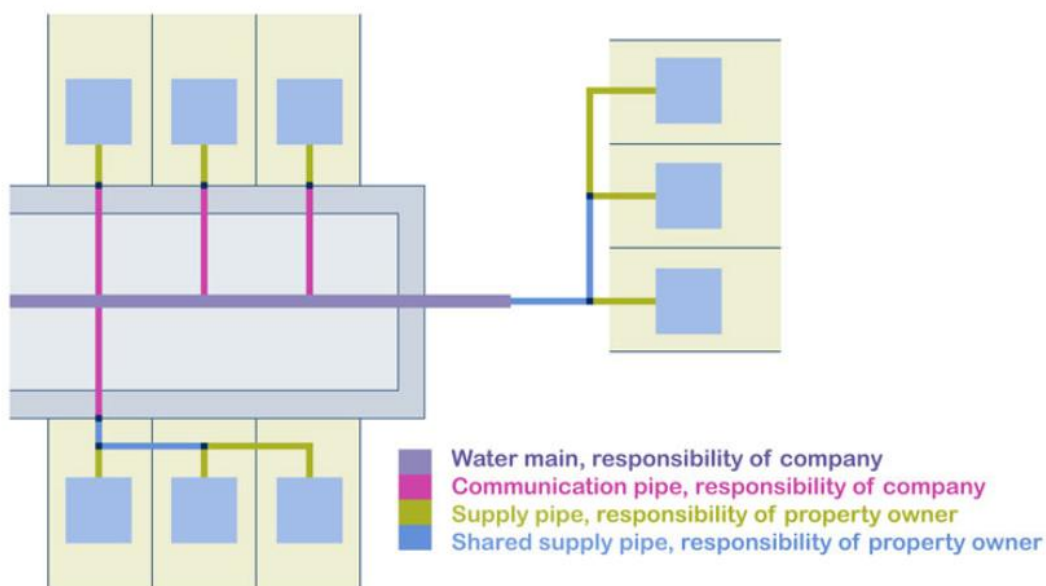 Water main, responsibility of company
Communication pipe, responsibility of company
Supply pipe, responsibility of property owner
Shared supply pipe, responsibility of property owner